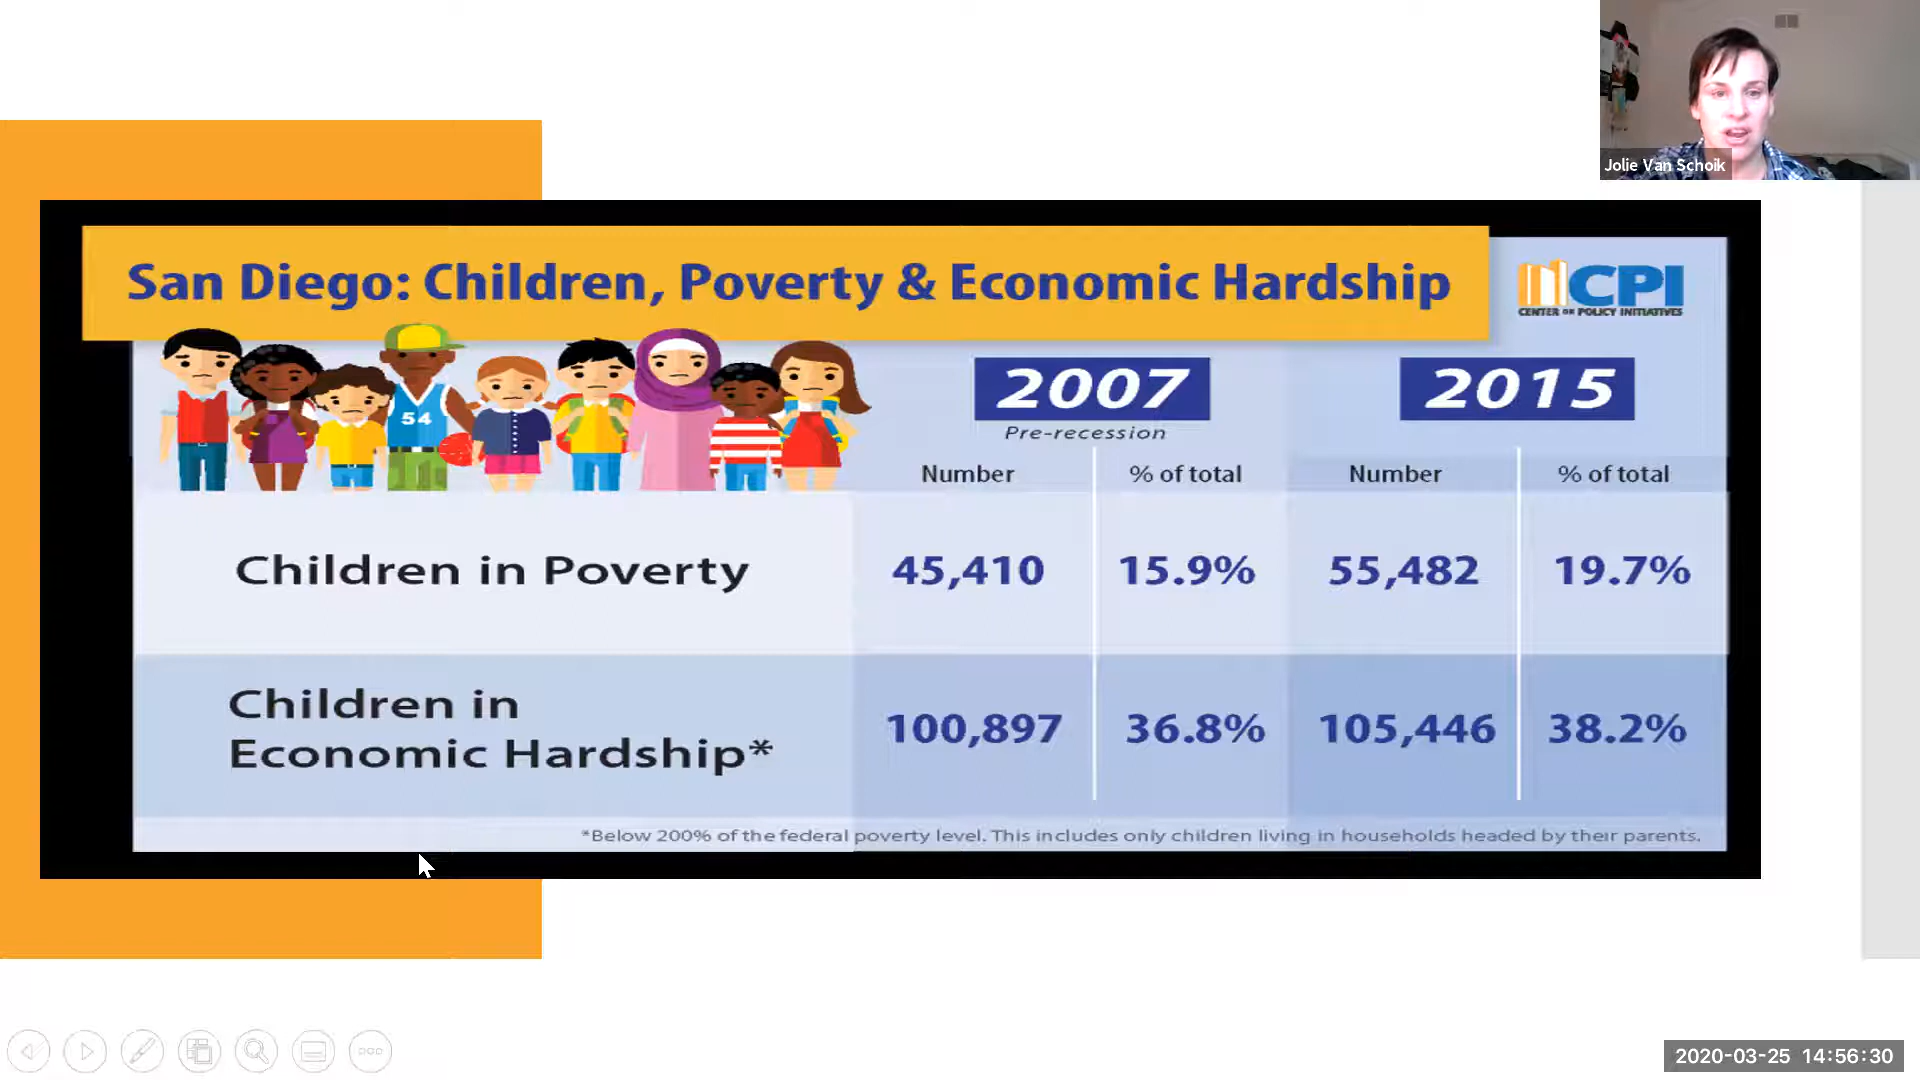 Jolie Van Schoik
San Diego: Children, Poverty & Economic Hardship
CPI
CENTER ON POLICY INITIATIVES
54
2007 2015
Pre-recession
Number % of total Number % of total
Children in Poverty 45,410 15.9% 55,482 19.7%
Children in
Economic Hardship* 100,897 36.8% 105,446 38.2%
*Below 200% of the federal poverty level. This includes only children living in households headed by their parents.
2020-03-25 14:56:30